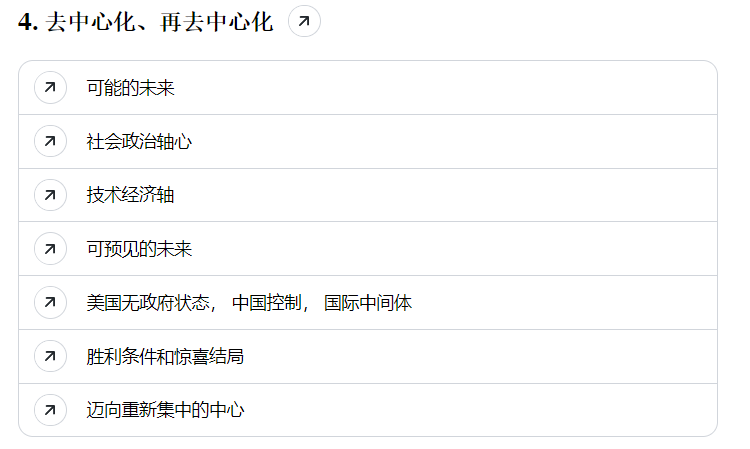 4. 去中心化、再去中心化
可能的未来
社会政治轴心
技术经济轴
可预见的未来
美国无政府状态， 中国控制， 国际中间体
胜利条件和惊喜结局
迈向重新集中的中心